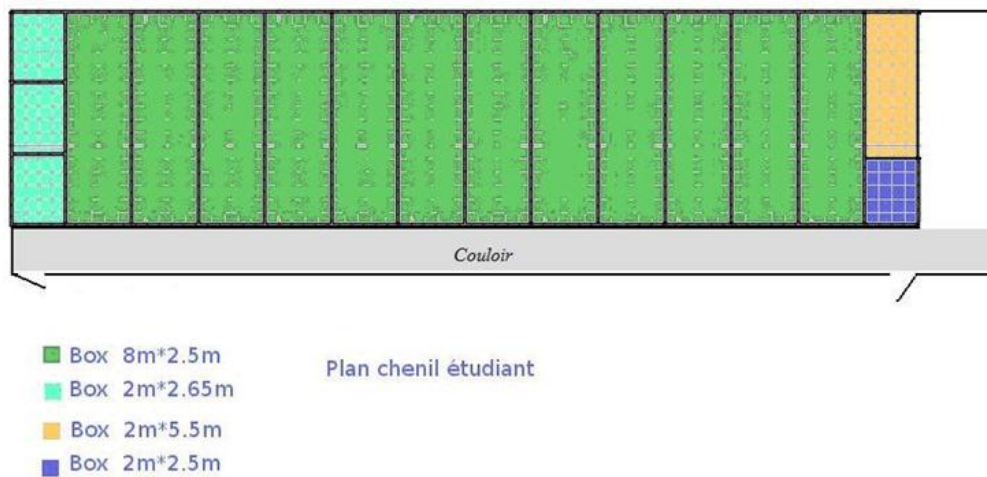 Couloir
Box 8m*2.5m
Plan chenil étudiant
Box 2m*2.65m
Box 2m*5.5m
Box 2m*2.5m